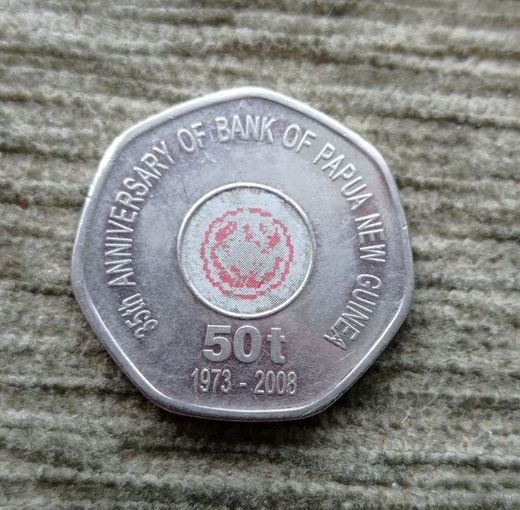 35th ANNIVERSARY OF BANK OF PAPUA NEW GUINEA
50t
1973 - 2008